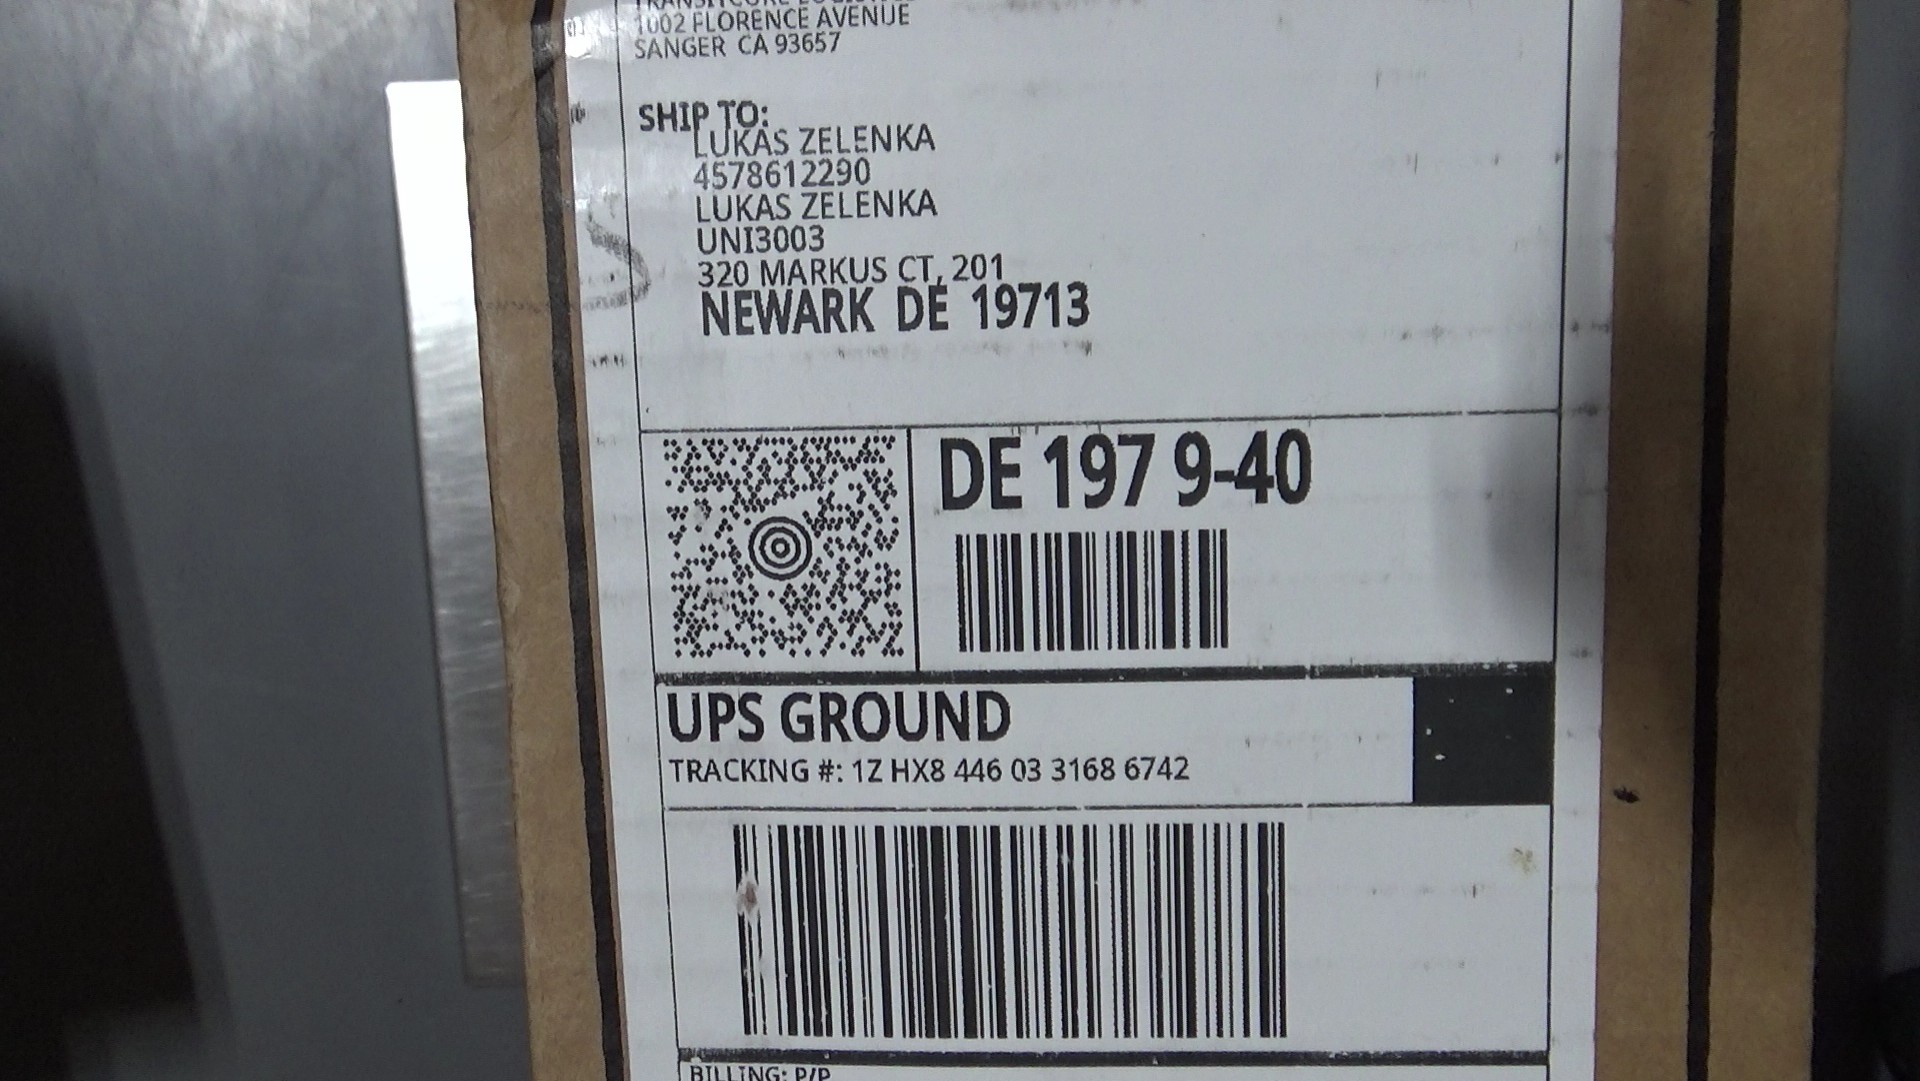 1002 FLORENCE AVENUE
SANGER CA 93657
SHIP TO:
LUKAS ZELENKA
4578612290
LUKAS ZELENKA
UNI3003
320 MARKUS CT, 201
NEWARK DE 19713
DE 197 9-40
UPS GROUND
TRACKING #: 1Z HX8 446 03 3168 6742
BILLING: P/P